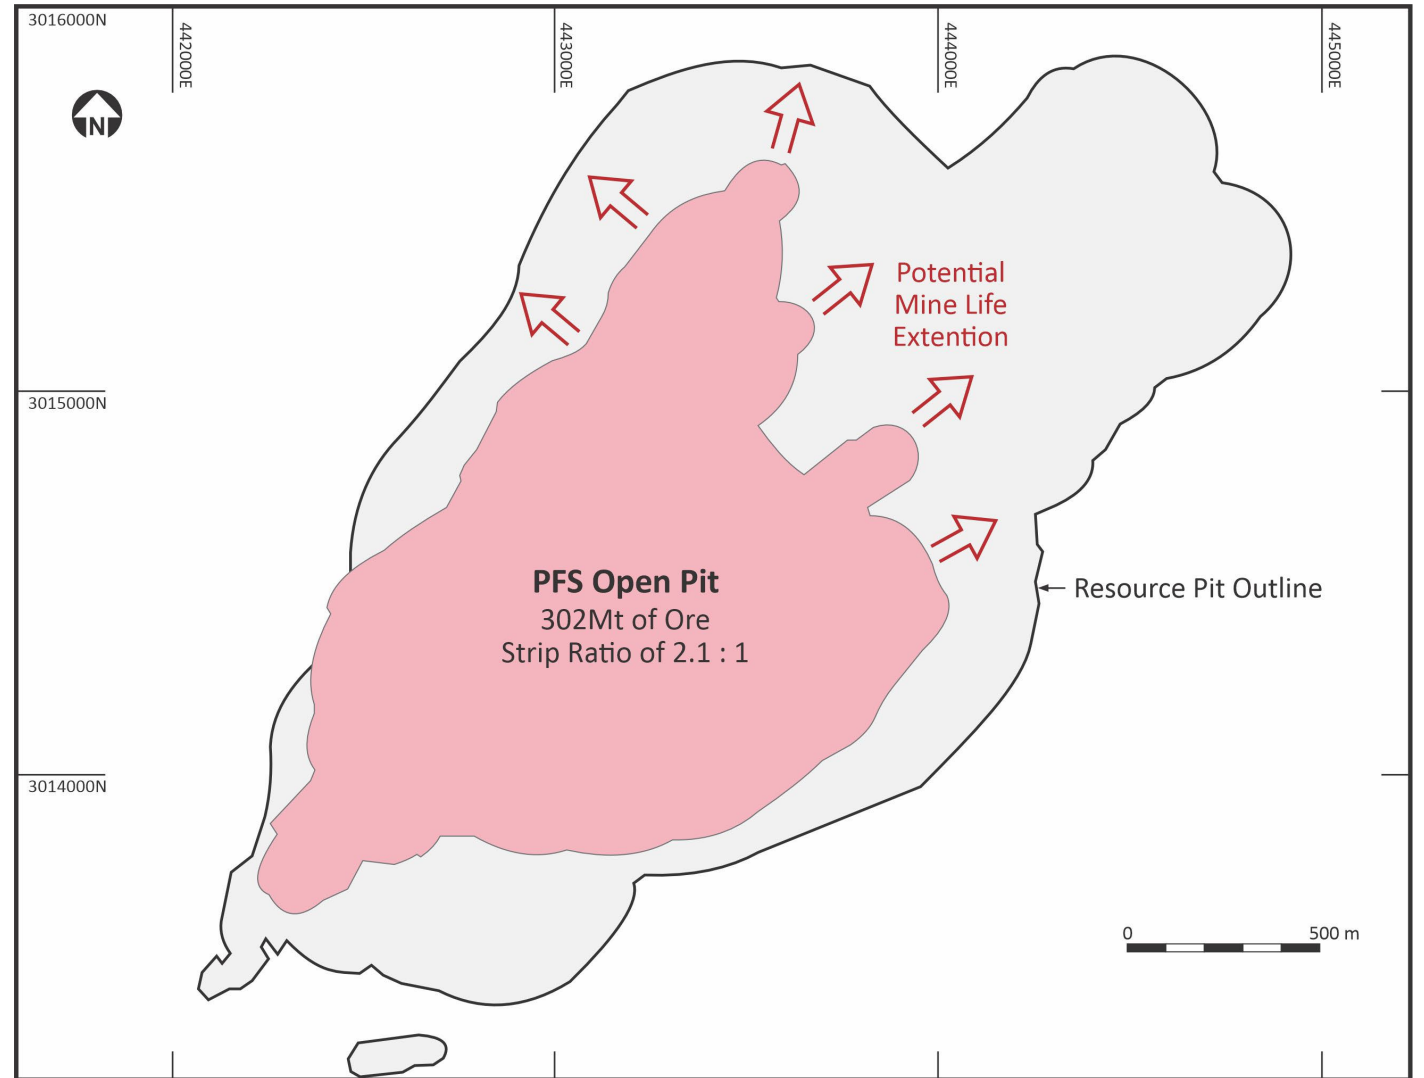 3016000N
442000E
443000E
444000E
445000E
N
Potential
Mine Life
Extention
3015000N
PFS Open Pit
302Mt of Ore
Strip Ratio of 2.1 : 1
Resource Pit Outline
3014000N
0 500 m